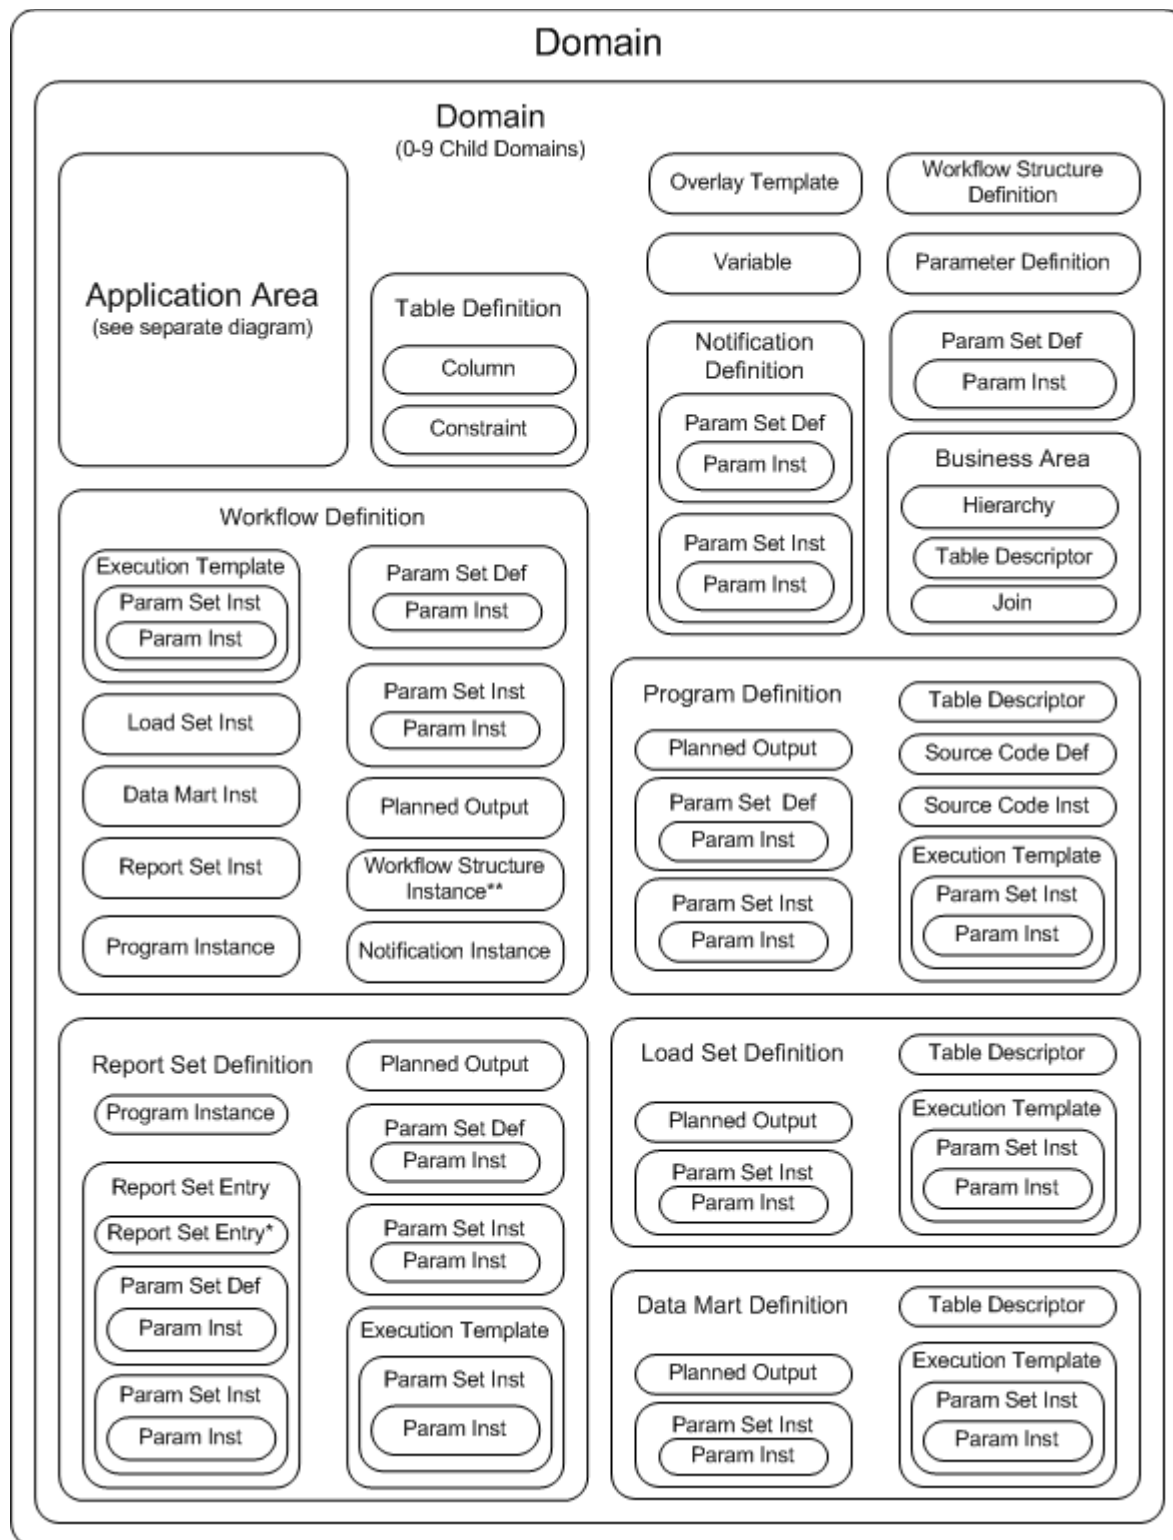 Domain
Domain
(0-9 Child Domains)
Application Area
(see separate diagram)
Table Definition
Column
Constraint
Overlay Template
Workflow Structure
Definition
Variable
Parameter Definition
Notification
Definition
Param Set Def
Param Inst
Param Set Inst
Param Inst
Param Set Def
Param Inst
Business Area
Hierarchy
Table Descriptor
Join
Workflow Definition
Execution Template
Param Set Inst
Param Inst
Load Set Inst
Data Mart Inst
Report Set Inst
Program Instance
Param Set Def
Param Inst
Param Set Inst
Param Inst
Planned Output
Workflow Structure
Instance**
Notification Instance
Program Definition
Planned Output
Param Set  Def
Param Inst
Param Set Inst
Param Inst
Table Descriptor
Source Code Def
Source Code Inst
Execution Template
Param Set Inst
Param Inst
Report Set Definition
Program Instance
Report Set Entry
Report Set Entry*
Param Set Def
Param Inst
Param Set Inst
Param Inst
Planned Output
Param Set Def
Param Inst
Param Set Inst
Param Inst
Execution Template
Param Set Inst
Param Inst
Load Set Definition
Planned Output
Param Set Inst
Param Inst
Table Descriptor
Execution Template
Param Set Inst
Param Inst
Data Mart Definition
Planned Output
Param Set Inst
Param Inst
Table Descriptor
Execution Template
Param Set Inst
Param Inst